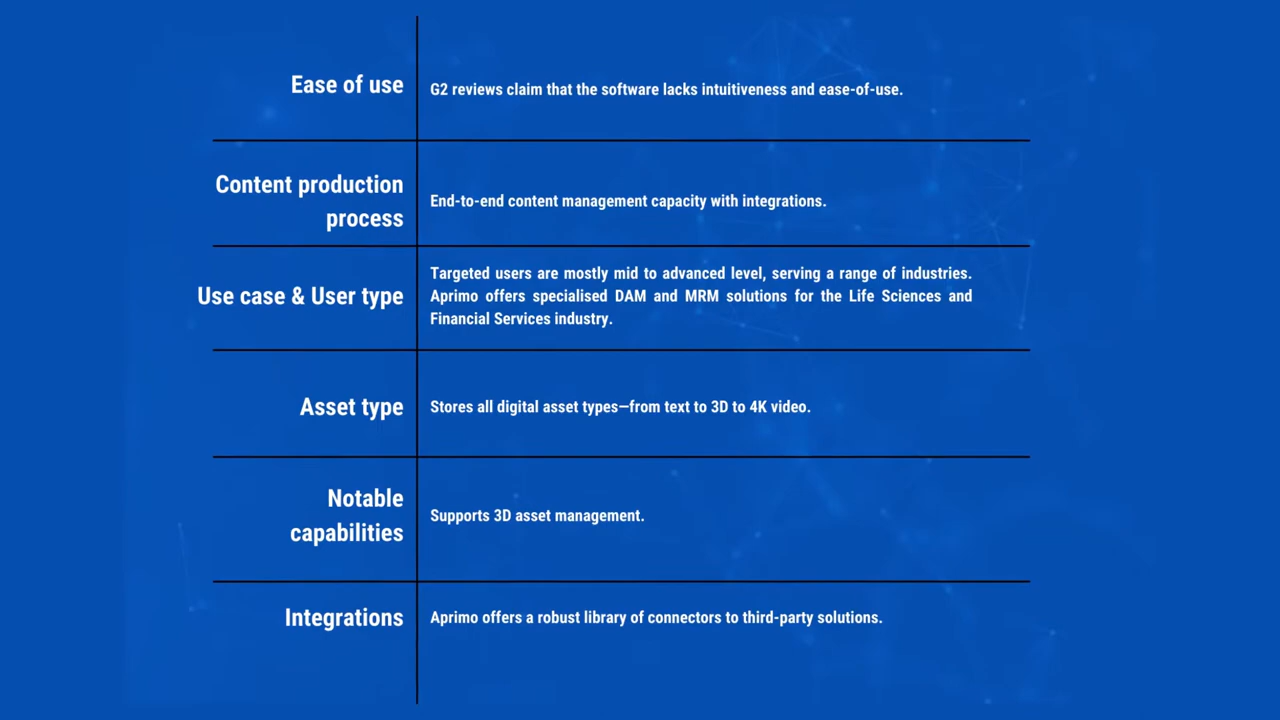 Ease of use
G2 reviews claim that the software lacks intuitiveness and ease-of-use.
Content production
process
End-to-end content management capacity with integrations.
Use case & User type
Targeted users are mostly mid to advanced level, serving a range of industries.
Aprimo offers specialised DAM and MRM solutions for the Life Sciences and
Financial Services industry.
Asset type
Stores all digital asset types—from text to 3D to 4K video.
Notable
capabilities
Supports 3D asset management.
Integrations
Aprimo offers a robust library of connectors to third-party solutions.